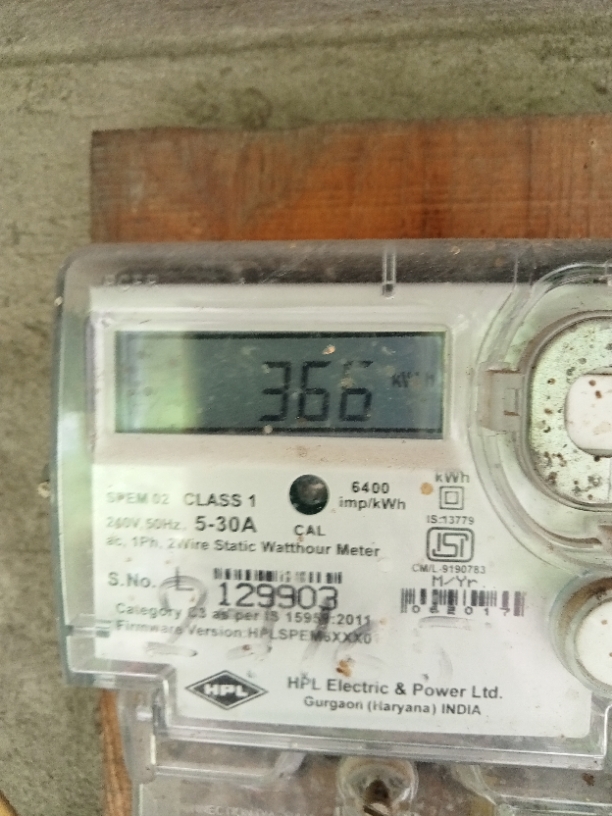 366 kWH
SPEM 02 CLASS 1
6400
imp/kWh
kWh
240V, 50Hz. 5-30A
CAL
IS:13779
ac, 1Ph. 2Wire Static Watthour Meter
ISI
CM/L-9190783
S.No.
129903
M/Yr.
062017
Category C3 as per IS 15959:2011
Firmware Version:HPLSPEM6XXX0
HPL
HPL Electric & Power Ltd.
Gurgaon (Haryana) INDIA